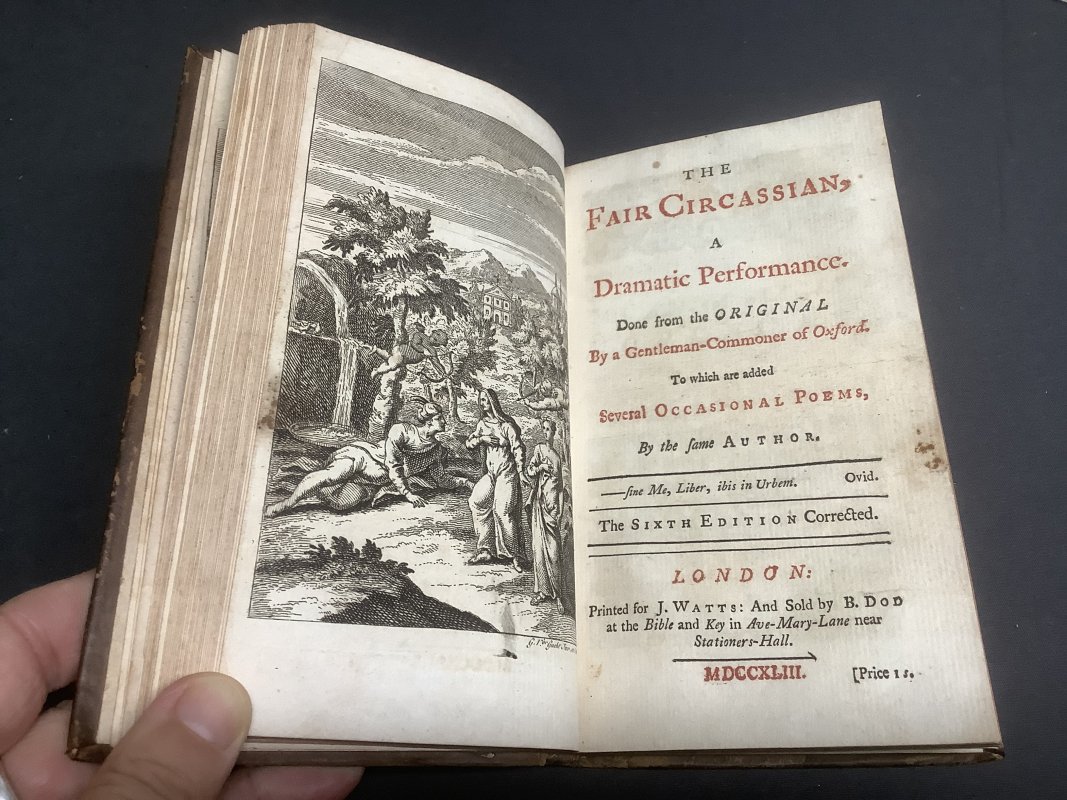 THE
FAIR CIRCASSIAN,
A
Dramatic Performance.
Done from the ORIGINAL
By a Gentleman-Commoner of Oxford.
To which are added
Several OCCASIONAL POEMS,
By the ſame AUTHOR.
——ſine Me, Liber, ibis in Urbem. Ovid.
The SIXTH EDITION Corrected.
LONDON:
Printed for J. WATTS: And Sold by B. DOD
at the Bible and Key in Ave-Mary-Lane near
Stationers-Hall.
MDCCXLIII. [Price 1 s.